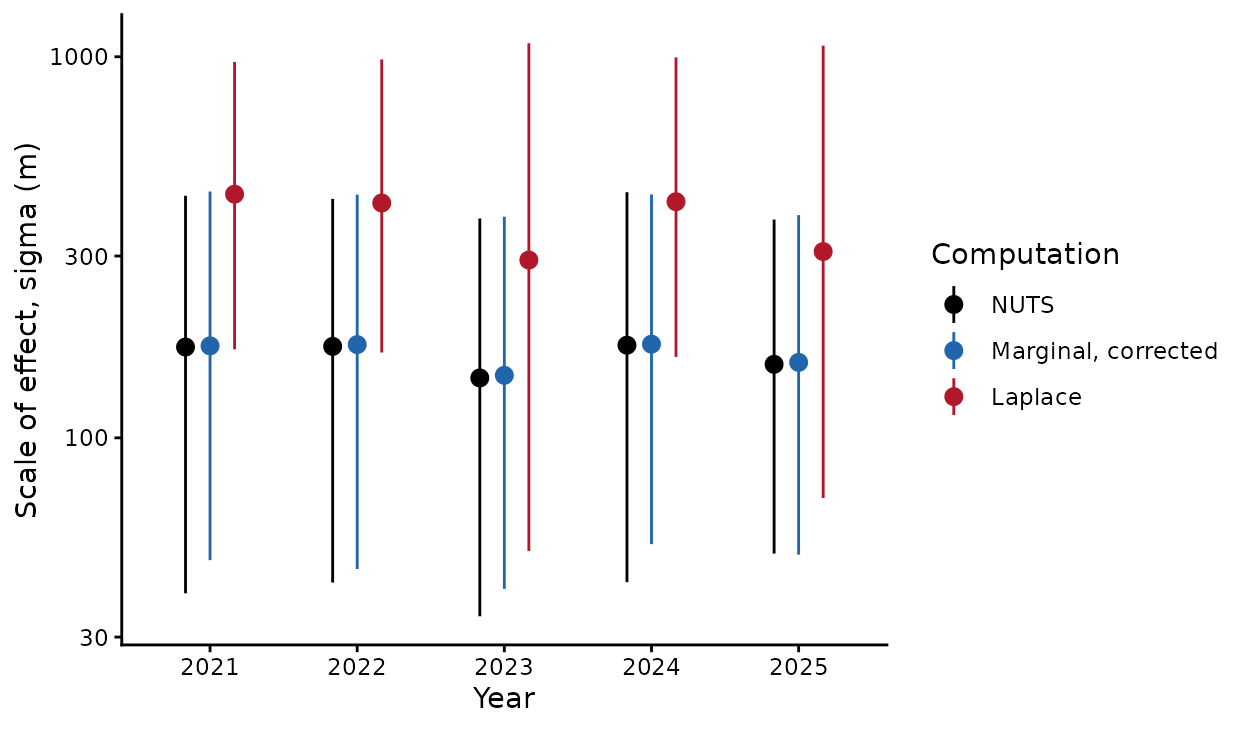 Scale of effect, sigma (m)
1000
300
100
30
2021 2022 2023 2024 2025
Year
Computation
NUTS
Marginal, corrected
Laplace